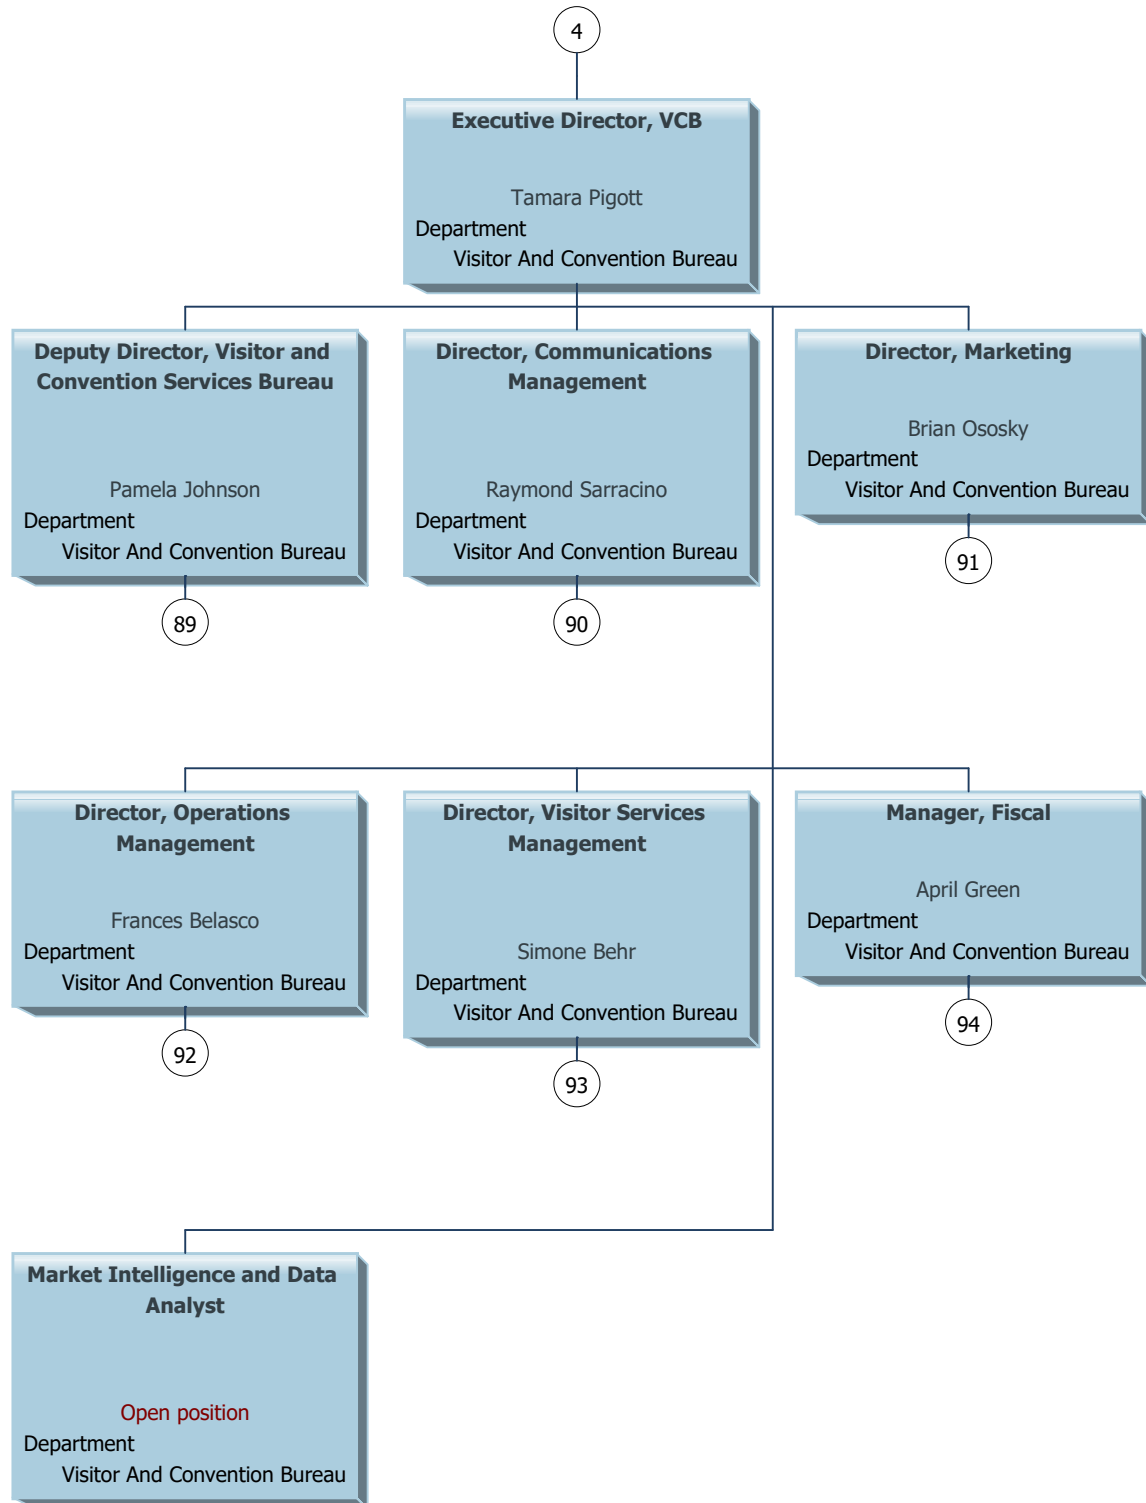 4
Executive Director, VCB
Tamara Pigott
Department
Visitor And Convention Bureau
Deputy Director, Visitor and
Convention Services Bureau
Pamela Johnson
Department
Visitor And Convention Bureau
89
Director, Communications
Management
Raymond Sarracino
Department
Visitor And Convention Bureau
90
Director, Marketing
Brian Ososky
Department
Visitor And Convention Bureau
91
Director, Operations
Management
Frances Belasco
Department
Visitor And Convention Bureau
92
Director, Visitor Services
Management
Simone Behr
Department
Visitor And Convention Bureau
93
Manager, Fiscal
April Green
Department
Visitor And Convention Bureau
94
Market Intelligence and Data
Analyst
Open position
Department
Visitor And Convention Bureau